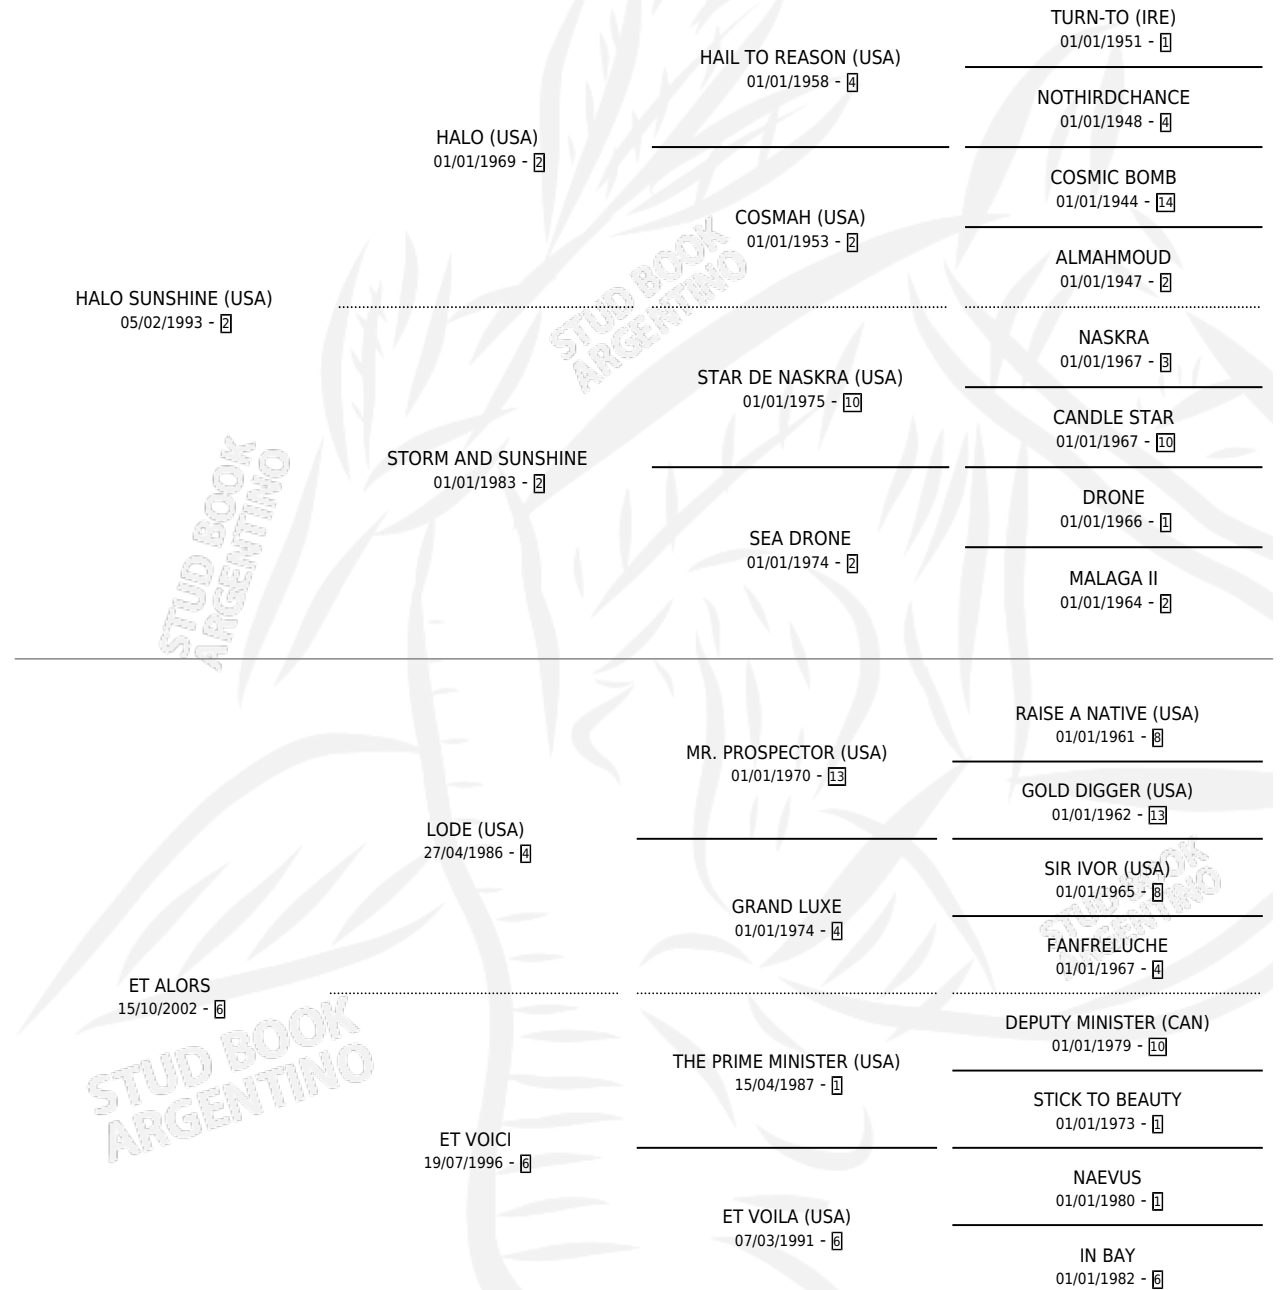 TURN-TO (IRE)
01/01/1951 - 1
HAIL TO REASON (USA)
01/01/1958 - 4
NOTHIRDCHANCE
01/01/1948 - 4
HALO (USA)
01/01/1969 - 2
COSMIC BOMB
01/01/1944 - 14
COSMAH (USA)
01/01/1953 - 2
ALMAHMOUD
01/01/1947 - 2
HALO SUNSHINE (USA)
05/02/1993 - 2
NASKRA
01/01/1967 - 3
STAR DE NASKRA (USA)
01/01/1975 - 10
CANDLE STAR
01/01/1967 - 10
STORM AND SUNSHINE
01/01/1983 - 2
DRONE
01/01/1966 - 1
SEA DRONE
01/01/1974 - 2
MALAGA II
01/01/1964 - 2
STUD BOOK
ARGENTINO
STUD BOOK
ARGENTINO
RAISE A NATIVE (USA)
01/01/1961 - 8
MR. PROSPECTOR (USA)
01/01/1970 - 13
GOLD DIGGER (USA)
01/01/1962 - 13
LODE (USA)
27/04/1986 - 4
SIR IVOR (USA)
01/01/1965 - 8
GRAND LUXE
01/01/1974 - 4
FANFRELUCHE
01/01/1967 - 4
ET ALORS
15/10/2002 - 6
DEPUTY MINISTER (CAN)
01/01/1979 - 10
THE PRIME MINISTER (USA)
15/04/1987 - 1
STICK TO BEAUTY
01/01/1973 - 1
ET VOICI
19/07/1996 - 6
NAEVUS
01/01/1980 - 1
ET VOILA (USA)
07/03/1991 - 6
IN BAY
01/01/1982 - 6
STUD BOOK
ARGENTINO
STUD BOOK
ARGENTINO